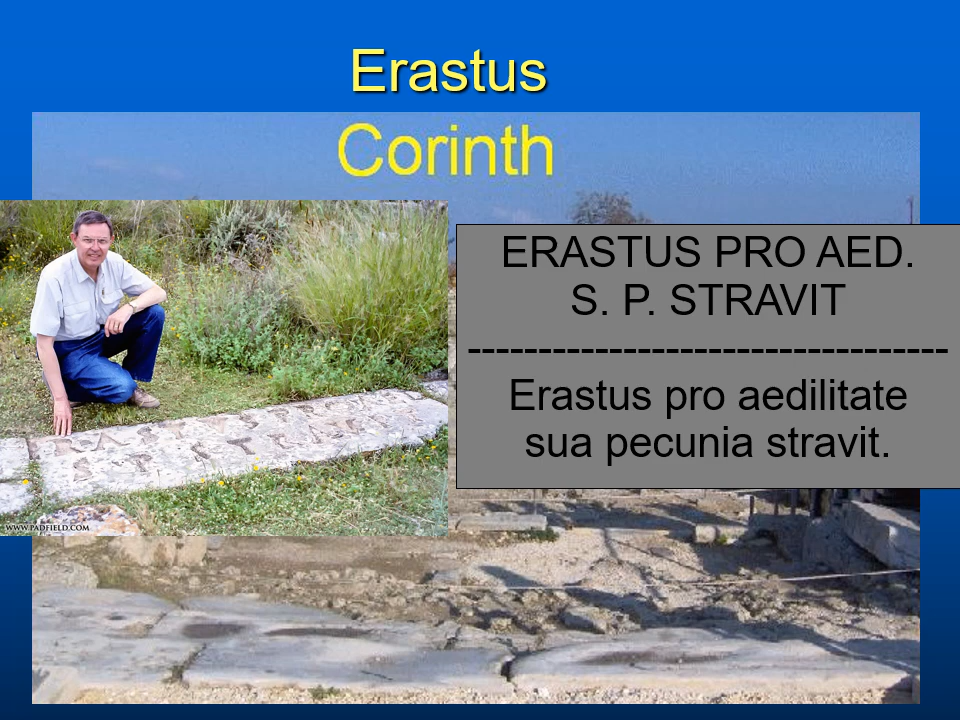 Erastus
Corinth
ERASTUS PRO AED.
S. P. STRAVIT
----------------------------------
Erastus pro aedilitate
sua pecunia stravit.
WWW.PADFIELD.COM